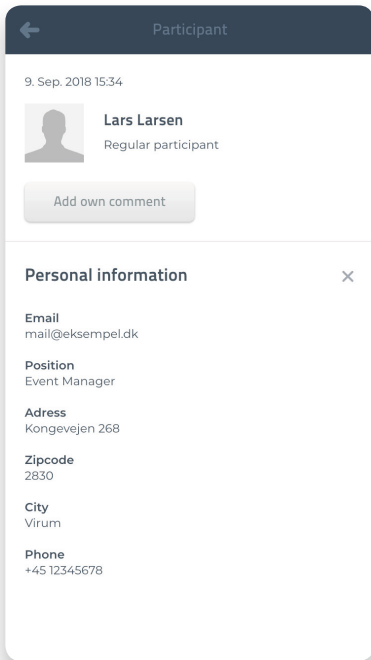 Participant
9. Sep. 2018 15:34
Lars Larsen
Regular participant
Add own comment
Personal information
Email
mail@eksempel.dk
Position
Event Manager
Adress
Kongevejen 268
Zipcode
2830
City
Virum
Phone
+45 12345678